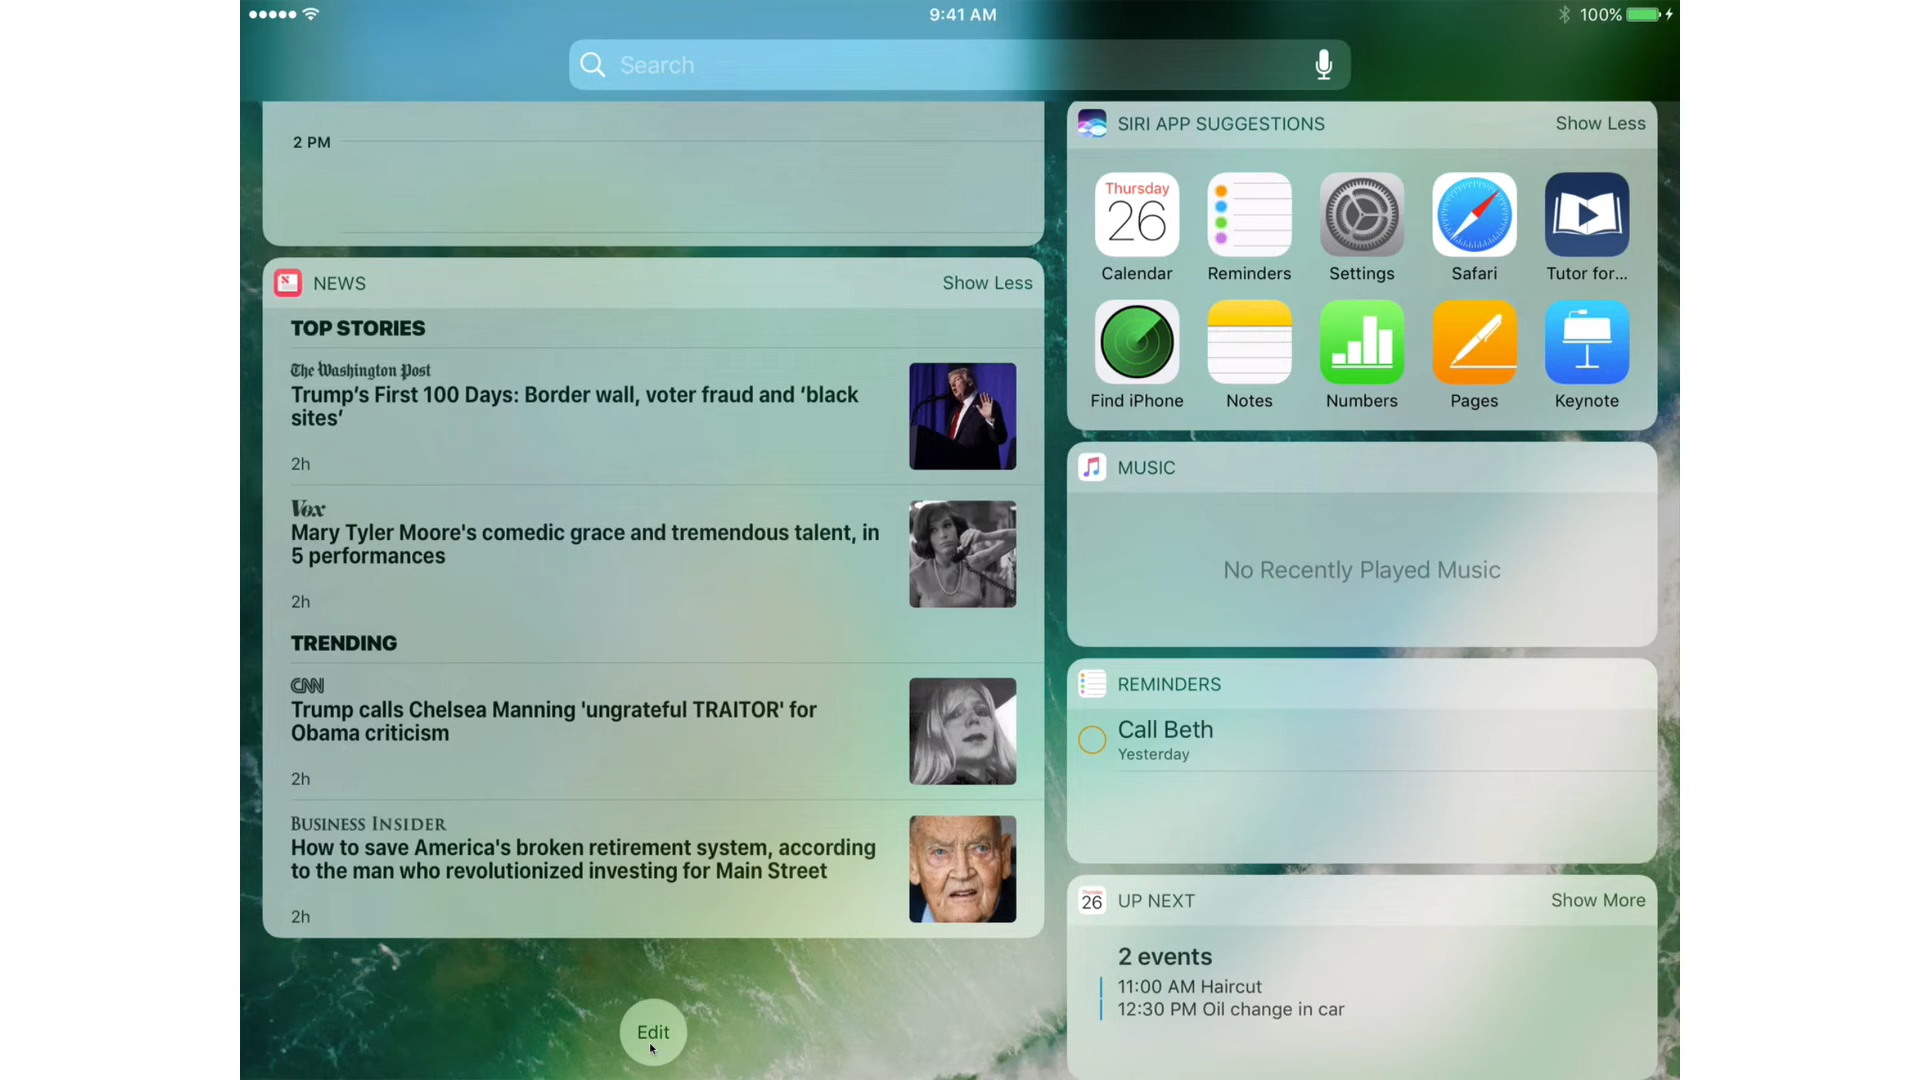 9:41 AM
100%
Search
2 PM
NEWS
Show Less
TOP STORIES
The Washington Post
Trump’s First 100 Days: Border wall, voter fraud and ‘black
sites’
2h
Vox
Mary Tyler Moore's comedic grace and tremendous talent, in
5 performances
2h
TRENDING
CNN
Trump calls Chelsea Manning 'ungrateful TRAITOR' for
Obama criticism
2h
BUSINESS INSIDER
How to save America's broken retirement system, according
to the man who revolutionized investing for Main Street
2h
Edit
SIRI APP SUGGESTIONS
Show Less
Thursday
26
Calendar
Reminders
Settings
Safari
Tutor for...
Find iPhone
Notes
Numbers
Pages
Keynote
MUSIC
No Recently Played Music
REMINDERS
Call Beth
Yesterday
Thursday
26
UP NEXT
Show More
2 events
11:00 AM Haircut
12:30 PM Oil change in car